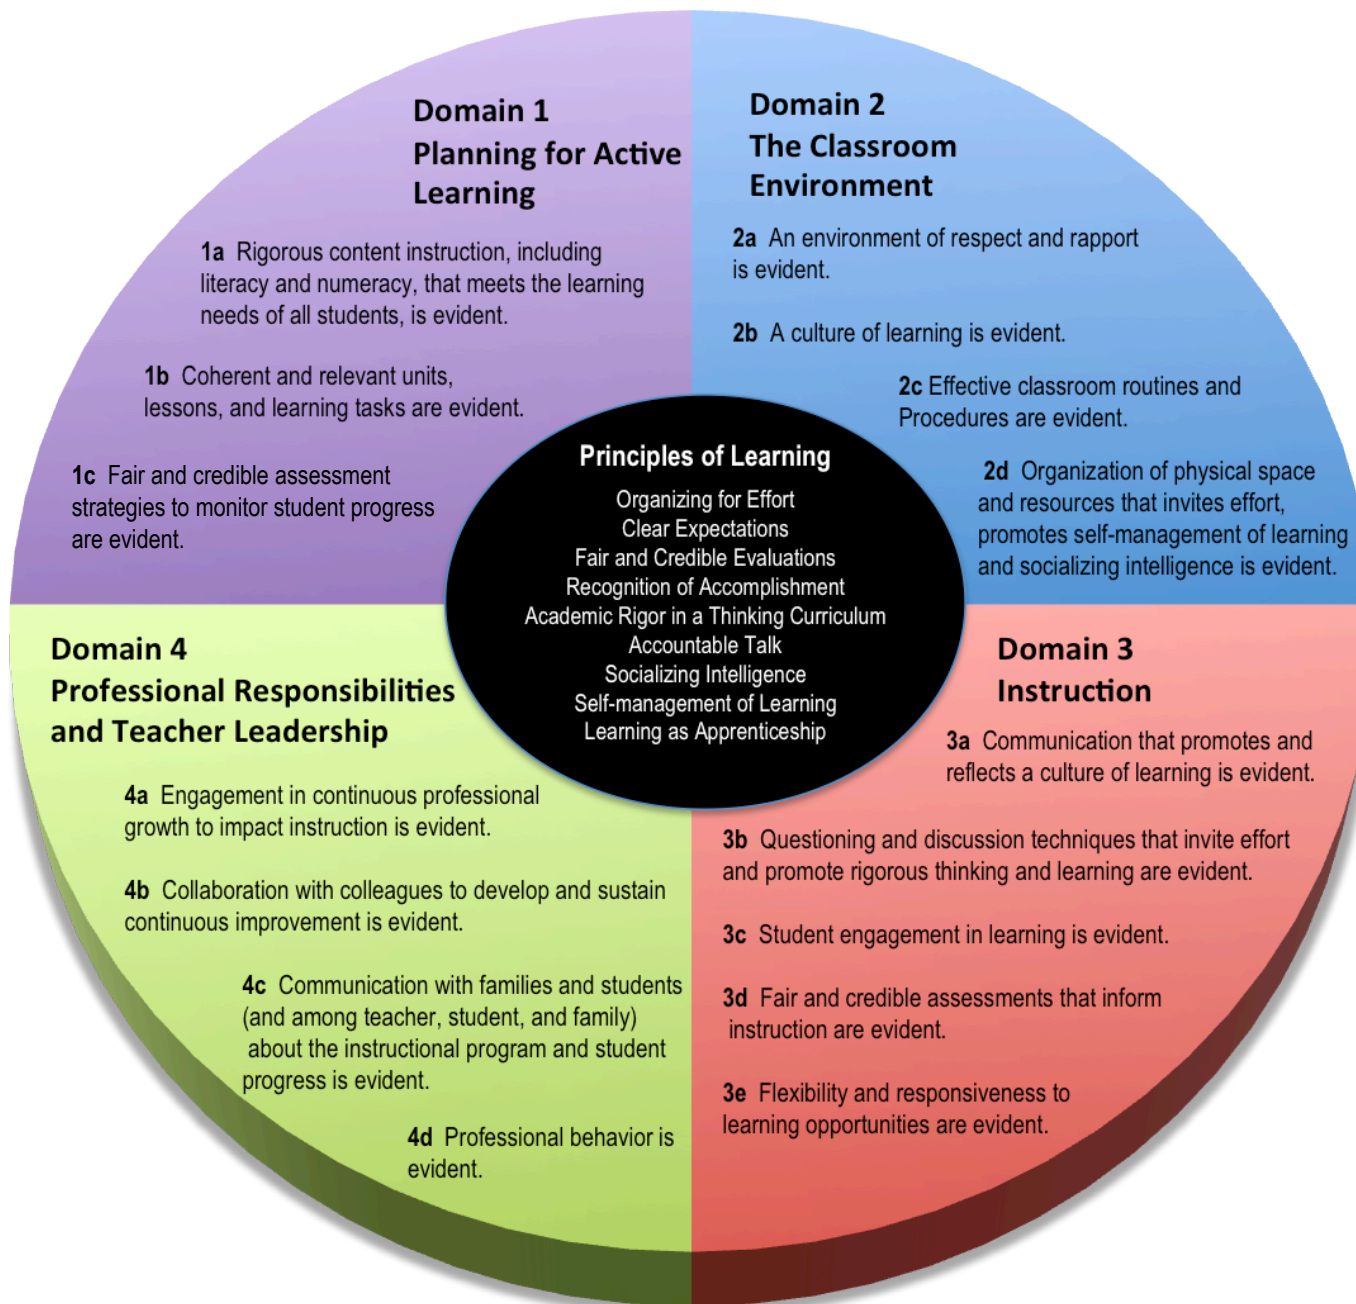 Domain 1
Planning for Active
Learning
1a Rigorous content instruction, including
literacy and numeracy, that meets the learning
needs of all students, is evident.
1b Coherent and relevant units,
lessons, and learning tasks are evident.
1c Fair and credible assessment
strategies to monitor student progress
are evident.
Domain 2
The Classroom
Environment
2a An environment of respect and rapport
is evident.
2b A culture of learning is evident.
2c Effective classroom routines and
Procedures are evident.
2d Organization of physical space
and resources that invites effort,
promotes self-management of learning
and socializing intelligence is evident.
Principles of Learning
Organizing for Effort
Clear Expectations
Fair and Credible Evaluations
Recognition of Accomplishment
Academic Rigor in a Thinking Curriculum
Accountable Talk
Socializing Intelligence
Self-management of Learning
Learning as Apprenticeship
Domain 4
Professional Responsibilities
and Teacher Leadership
4a Engagement in continuous professional
growth to impact instruction is evident.
4b Collaboration with colleagues to develop and sustain
continuous improvement is evident.
4c Communication with families and students
(and among teacher, student, and family)
about the instructional program and student
progress is evident.
4d Professional behavior is
evident.
Domain 3
Instruction
3a Communication that promotes and
reflects a culture of learning is evident.
3b Questioning and discussion techniques that invite effort
and promote rigorous thinking and learning are evident.
3c Student engagement in learning is evident.
3d Fair and credible assessments that inform
instruction are evident.
3e Flexibility and responsiveness to
learning opportunities are evident.